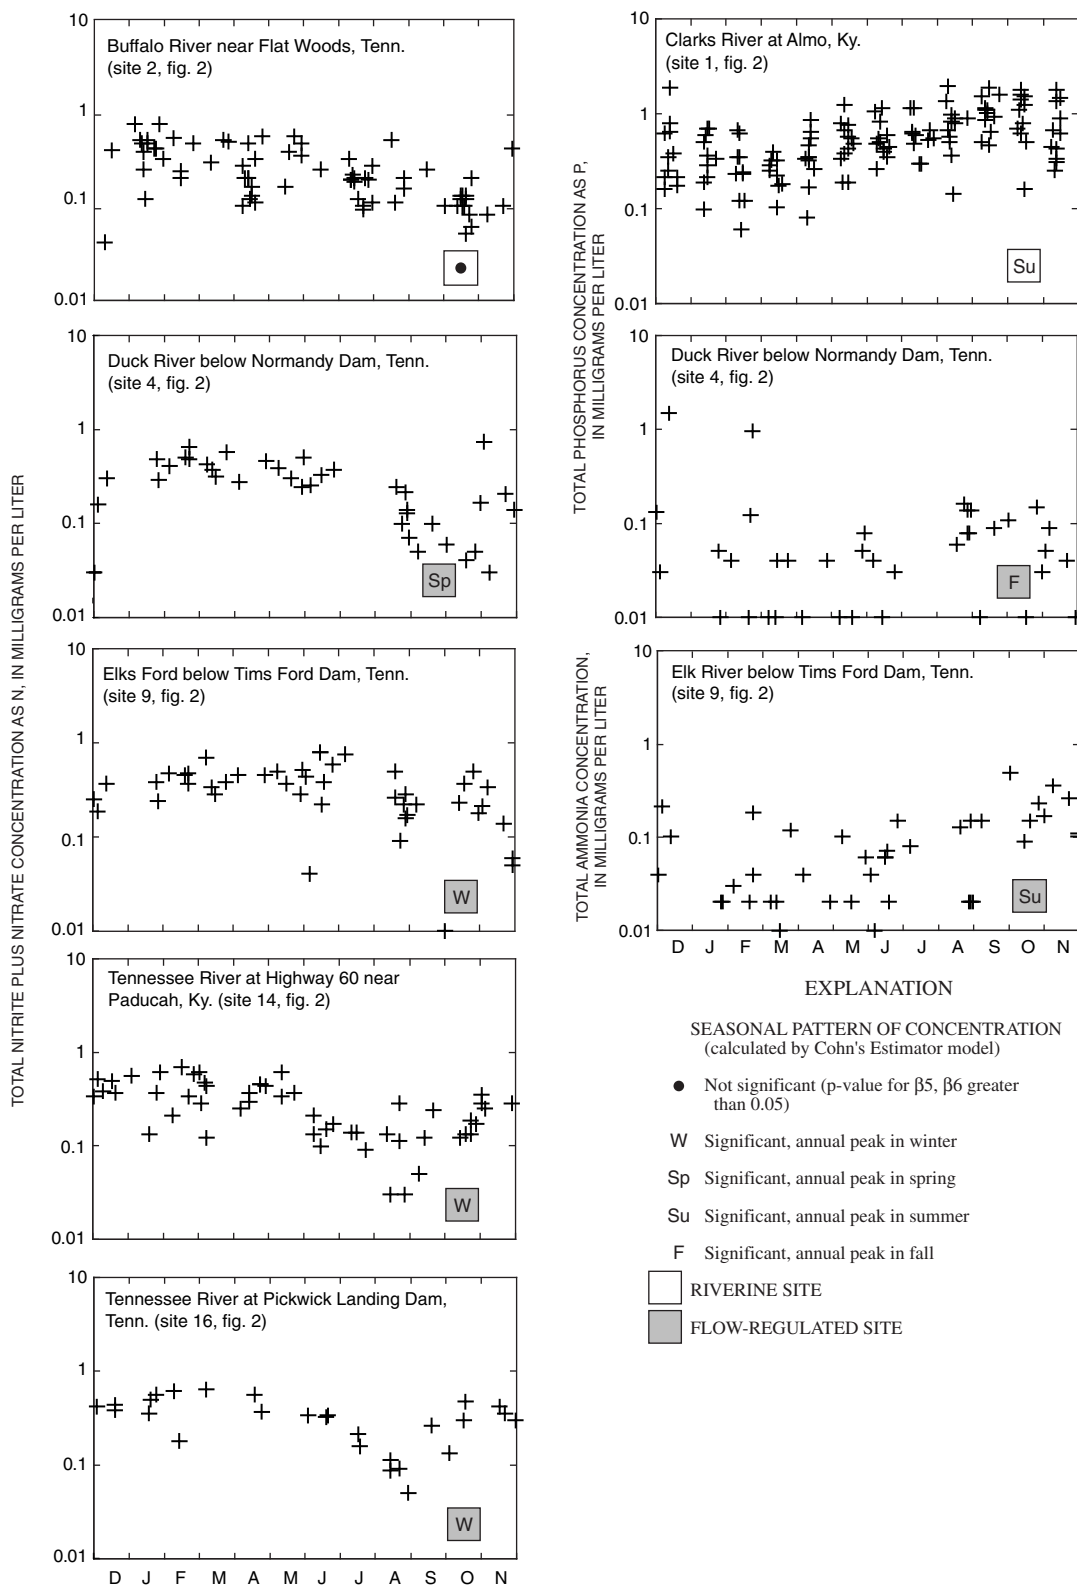 TOTAL NITRITE PLUS NITRATE CONCENTRATION AS N, IN MILLIGRAMS PER LITER
10
1
0.1
0.01
Buffalo River near Flat Woods, Tenn.
(site 2, fig. 2)
10
1
0.1
0.01
Duck River below Normandy Dam, Tenn.
(site 4, fig. 2)
Sp
10
1
0.1
0.01
Elks Ford below Tims Ford Dam, Tenn.
(site 9, fig. 2)
W
10
1
0.1
0.01
Tennessee River at Highway 60 near
Paducah, Ky. (site 14, fig. 2)
W
10
1
0.1
0.01
Tennessee River at Pickwick Landing Dam,
Tenn. (site 16, fig. 2)
W
D J F M A M J J A S O N
TOTAL PHOSPHORUS CONCENTRATION AS P,
IN MILLIGRAMS PER LITER
10
1
0.1
0.01
Clarks River at Almo, Ky.
(site 1, fig. 2)
Su
10
1
0.1
0.01
Duck River below Normandy Dam, Tenn.
(site 4, fig. 2)
F
TOTAL AMMONIA CONCENTRATION,
IN MILLIGRAMS PER LITER
10
1
0.1
0.01
Elk River below Tims Ford Dam, Tenn.
(site 9, fig. 2)
Su
D J F M A M J J A S O N
EXPLANATION
SEASONAL PATTERN OF CONCENTRATION
(calculated by Cohn's Estimator model)
● Not significant (p-value for β5, β6 greater
than 0.05)
W Significant, annual peak in winter
Sp Significant, annual peak in spring
Su Significant, annual peak in summer
F Significant, annual peak in fall
RIVERINE SITE
FLOW-REGULATED SITE